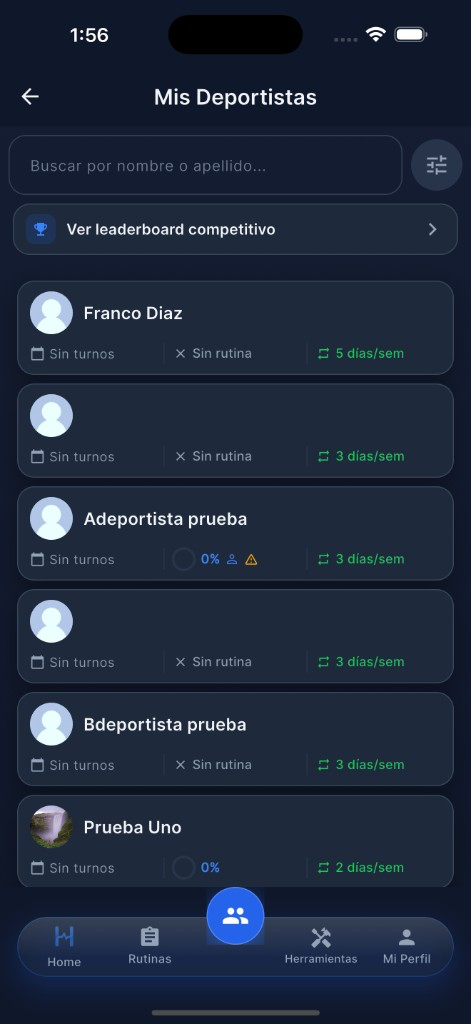 1:56
Mis Deportistas
Buscar por nombre o apellido...
Ver leaderboard competitivo
Franco Diaz
Sin turnos Sin rutina 5 días/sem
Sin turnos Sin rutina 3 días/sem
Adeportista prueba
Sin turnos 0% 3 días/sem
Sin turnos Sin rutina 3 días/sem
Bdeportista prueba
Sin turnos Sin rutina 3 días/sem
Prueba Uno
Sin turnos 0% 2 días/sem
Home Rutinas Herramientas Mi Perfil